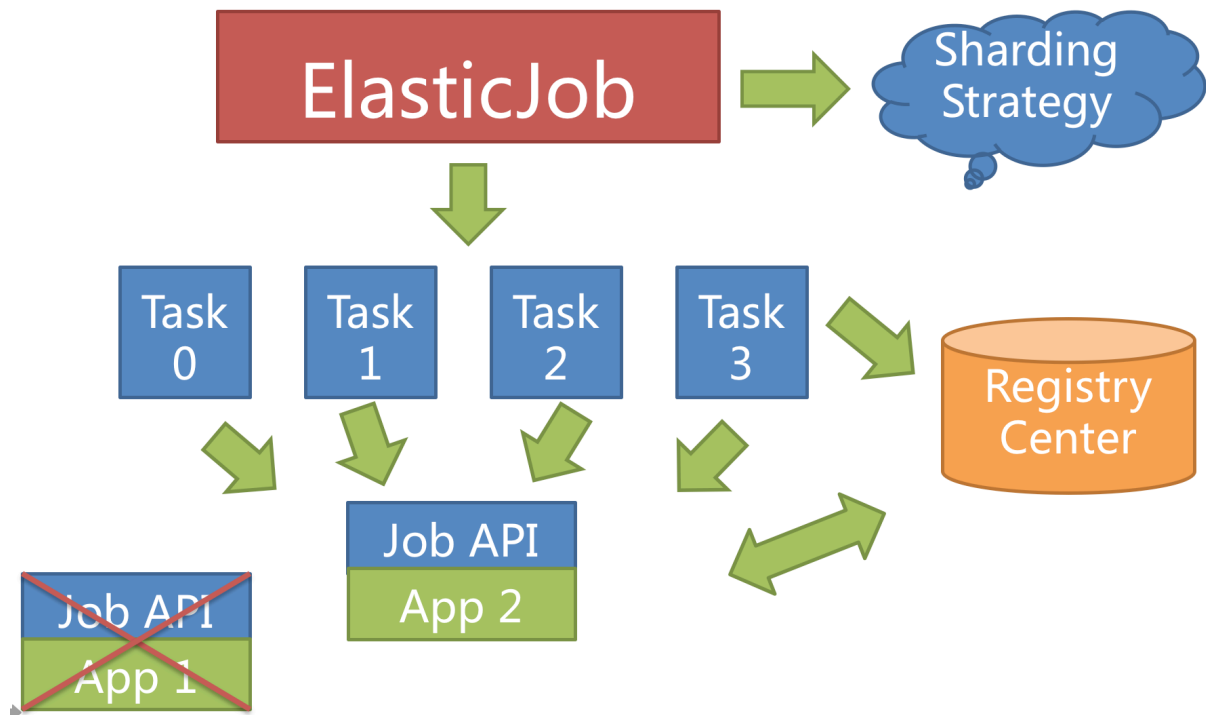 ElasticJob
Sharding
Strategy
Task
0
Task
1
Task
2
Task
3
Registry
Center
Job API
App 2
Job API
App 1